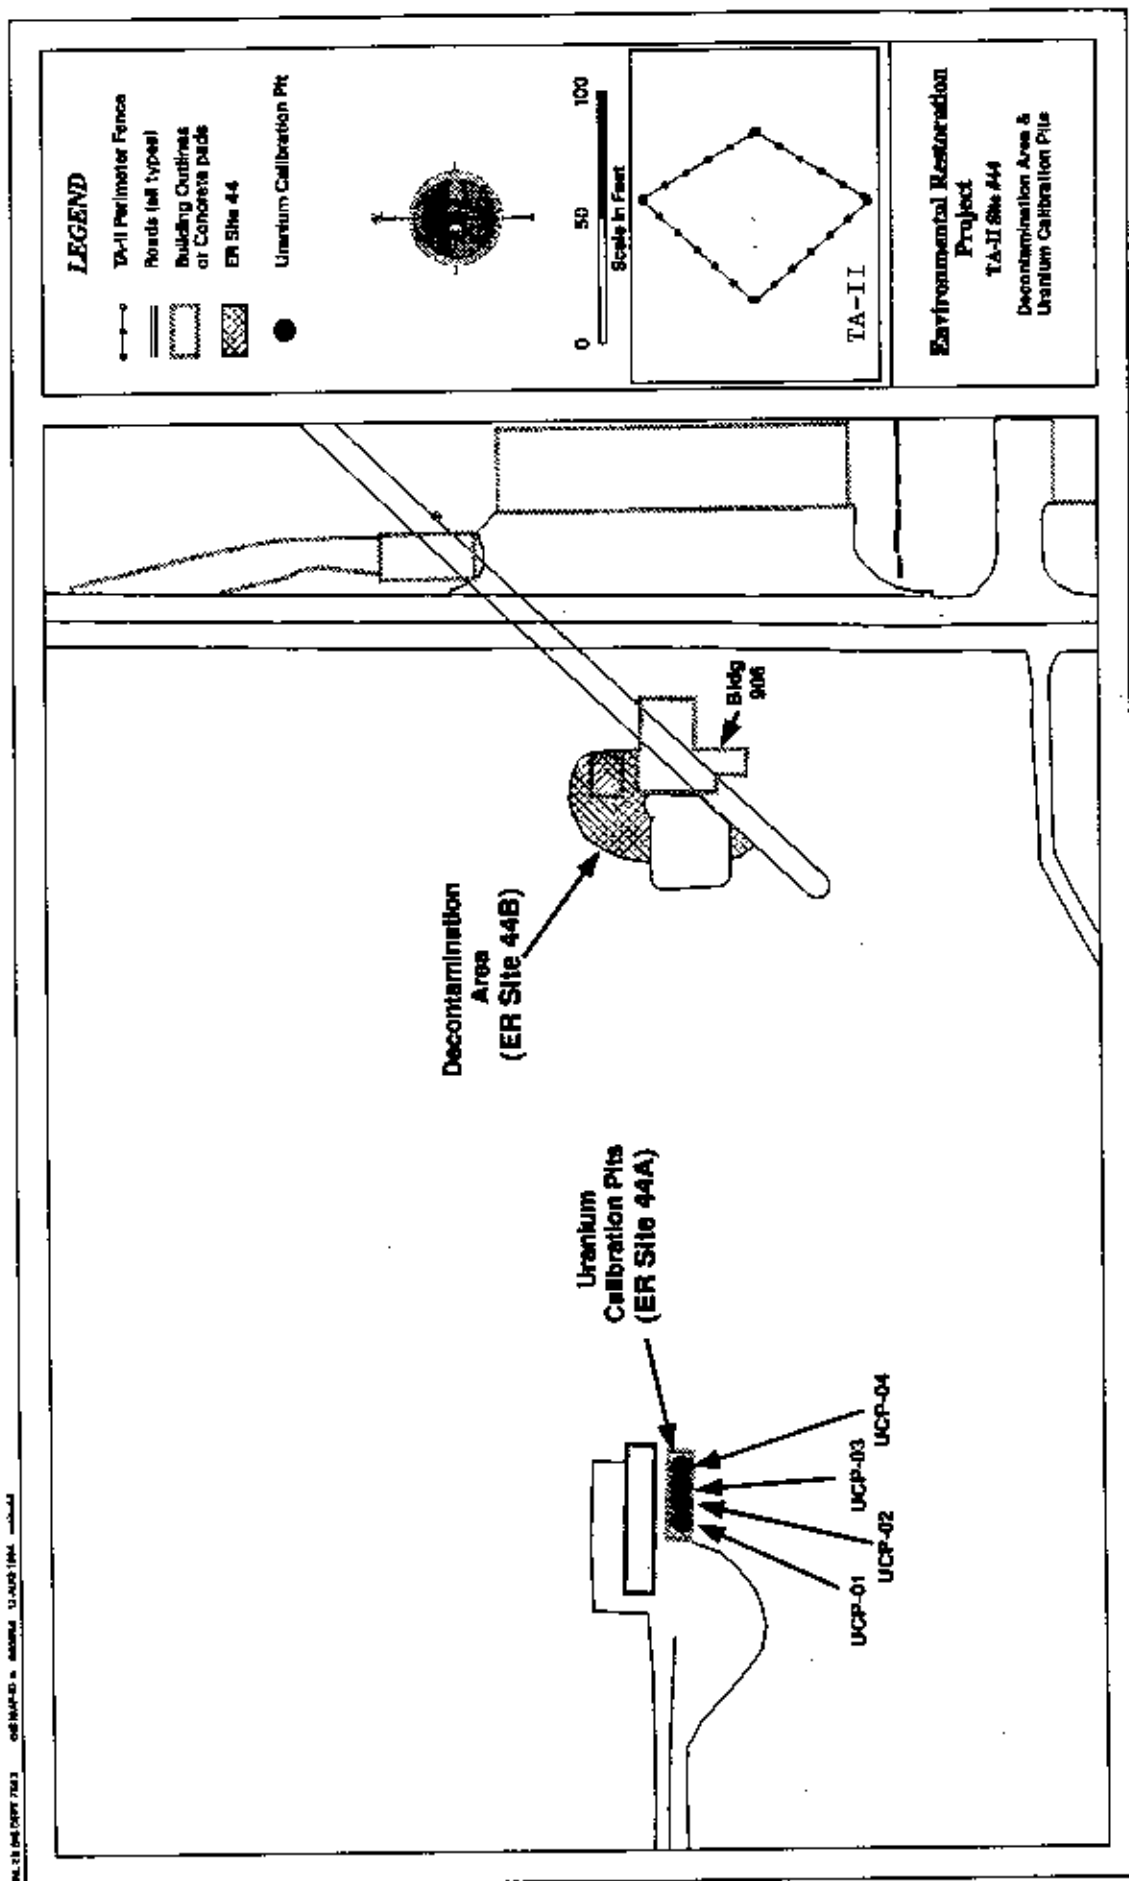 LEGEND
TA-II Perimeter Fence
Roads (all types)
Building Outlines
or Concrete pads
ER Site 44
Uranium Calibration Pit
0 50 100
Scale in Feet
TA-II
Environmental Restoration
Project
TA-II Site #44
Decontamination Area &
Uranium Calibration Pits
Bldg
906
Decontamination
Area
(ER Site 44B)
Uranium
Calibration Pits
(ER Site 44A)
UCP-01
UCP-02
UCP-03
UCP-04